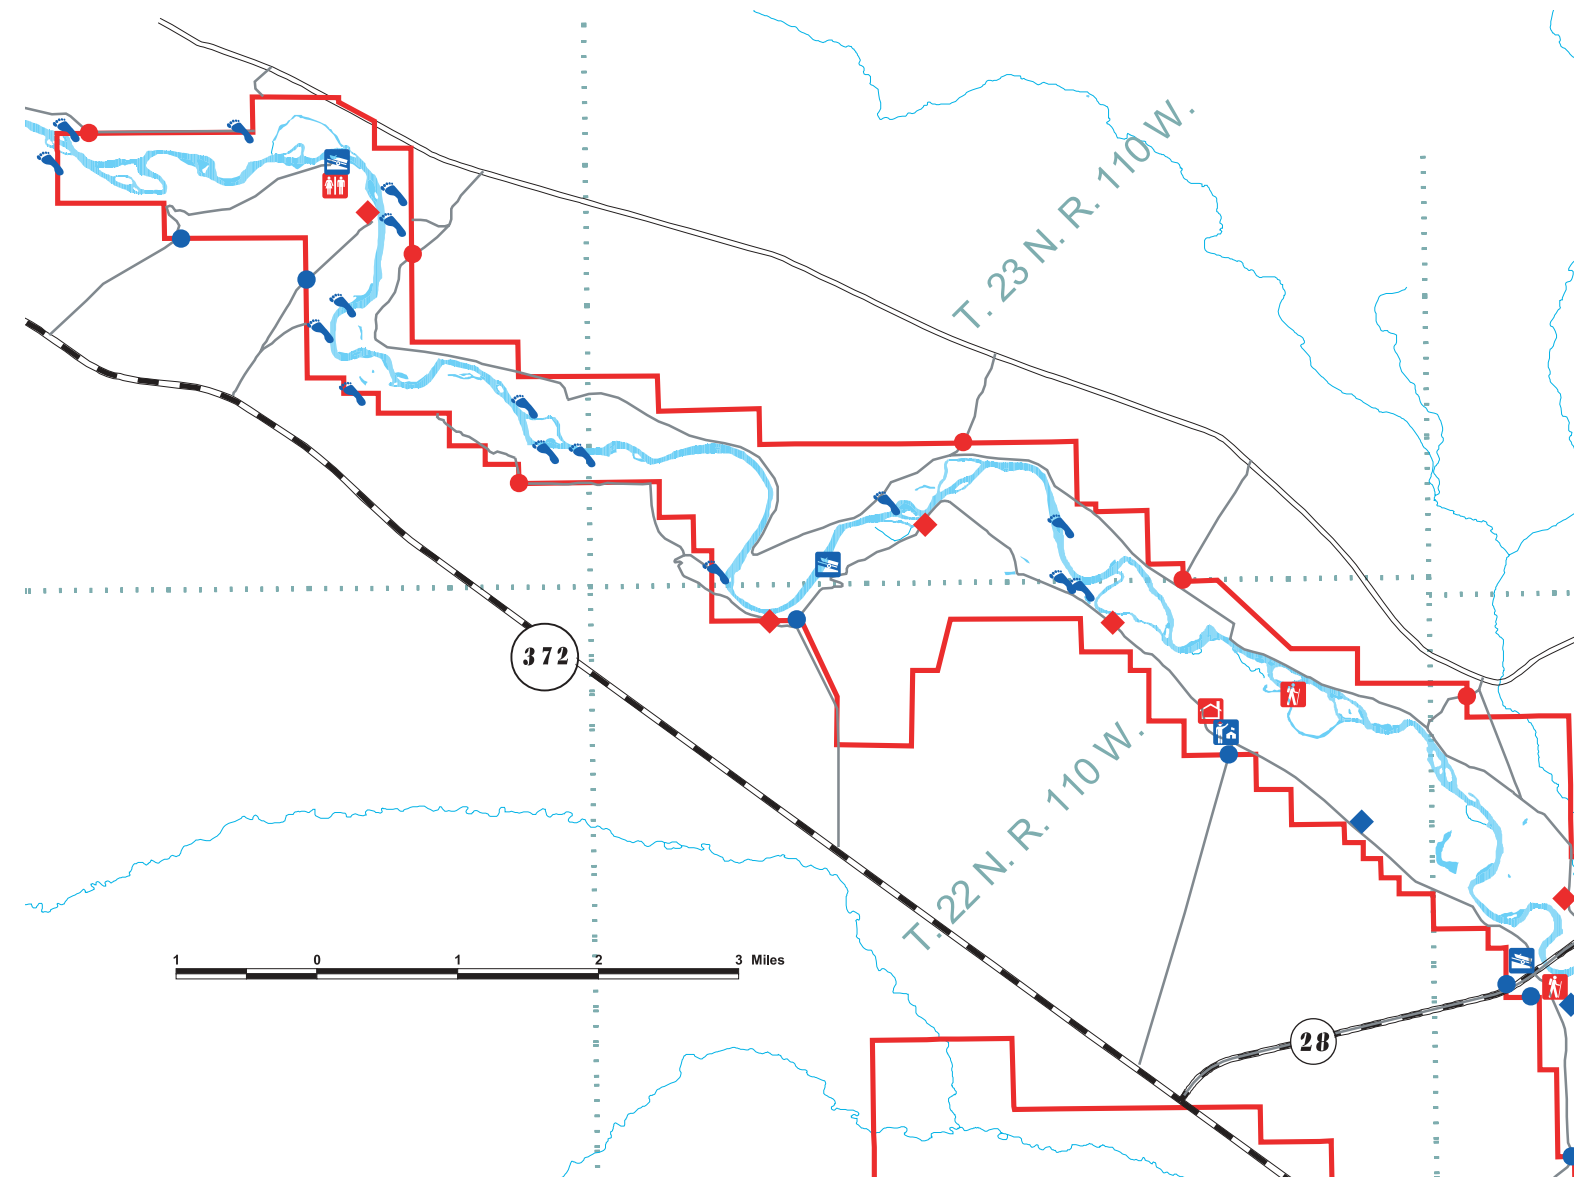 T. 23 N. R. 110 W.
372
T. 22 N. R. 110 W.
1 0 1 2 3 Miles
28